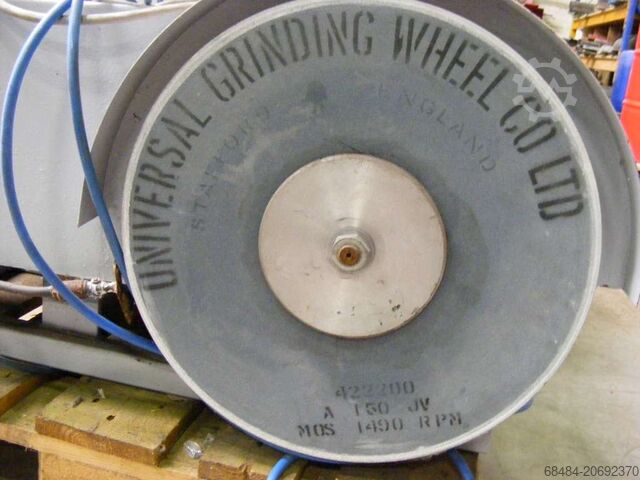 UNIVERSAL GRINDING WHEEL CO LTD
STAFFORD ENGLAND
422200
A 150 JV
MOS 1490 RPM
68484-20692370